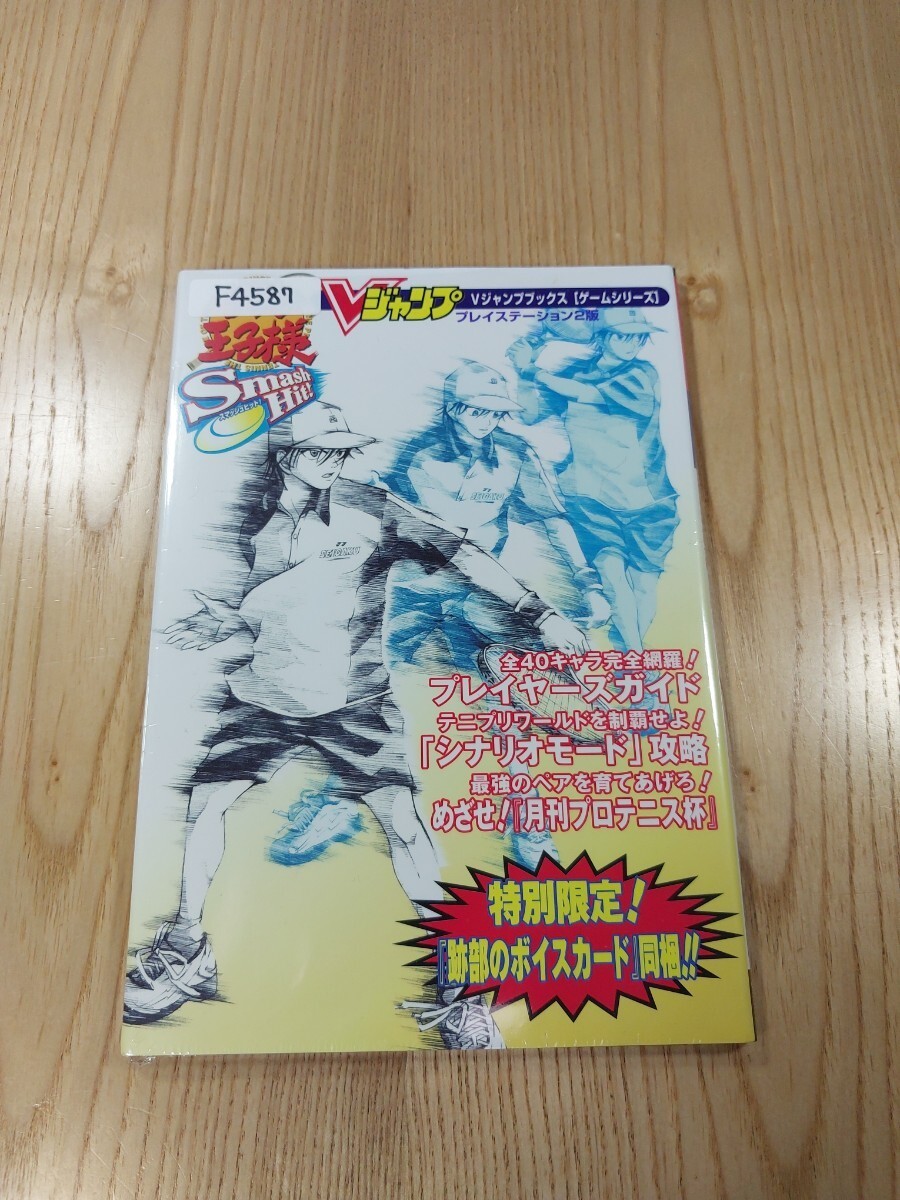 F4587
Vジャンプ
Vジャンプブックス【ゲームシリーズ】
プレイステーション2版
王子様
Smash
Hit!
スマッシュヒット!
SEIGAKU
SEIGAKU
全40キャラ完全網羅!
プレイヤーズガイド
テニプリワールドを制覇せよ!
「シナリオモード」攻略
最強のペアを育てあげろ!
めざせ!『月刊プロテニス杯』
特別限定!
『跡部のボイスカード』同梱!!